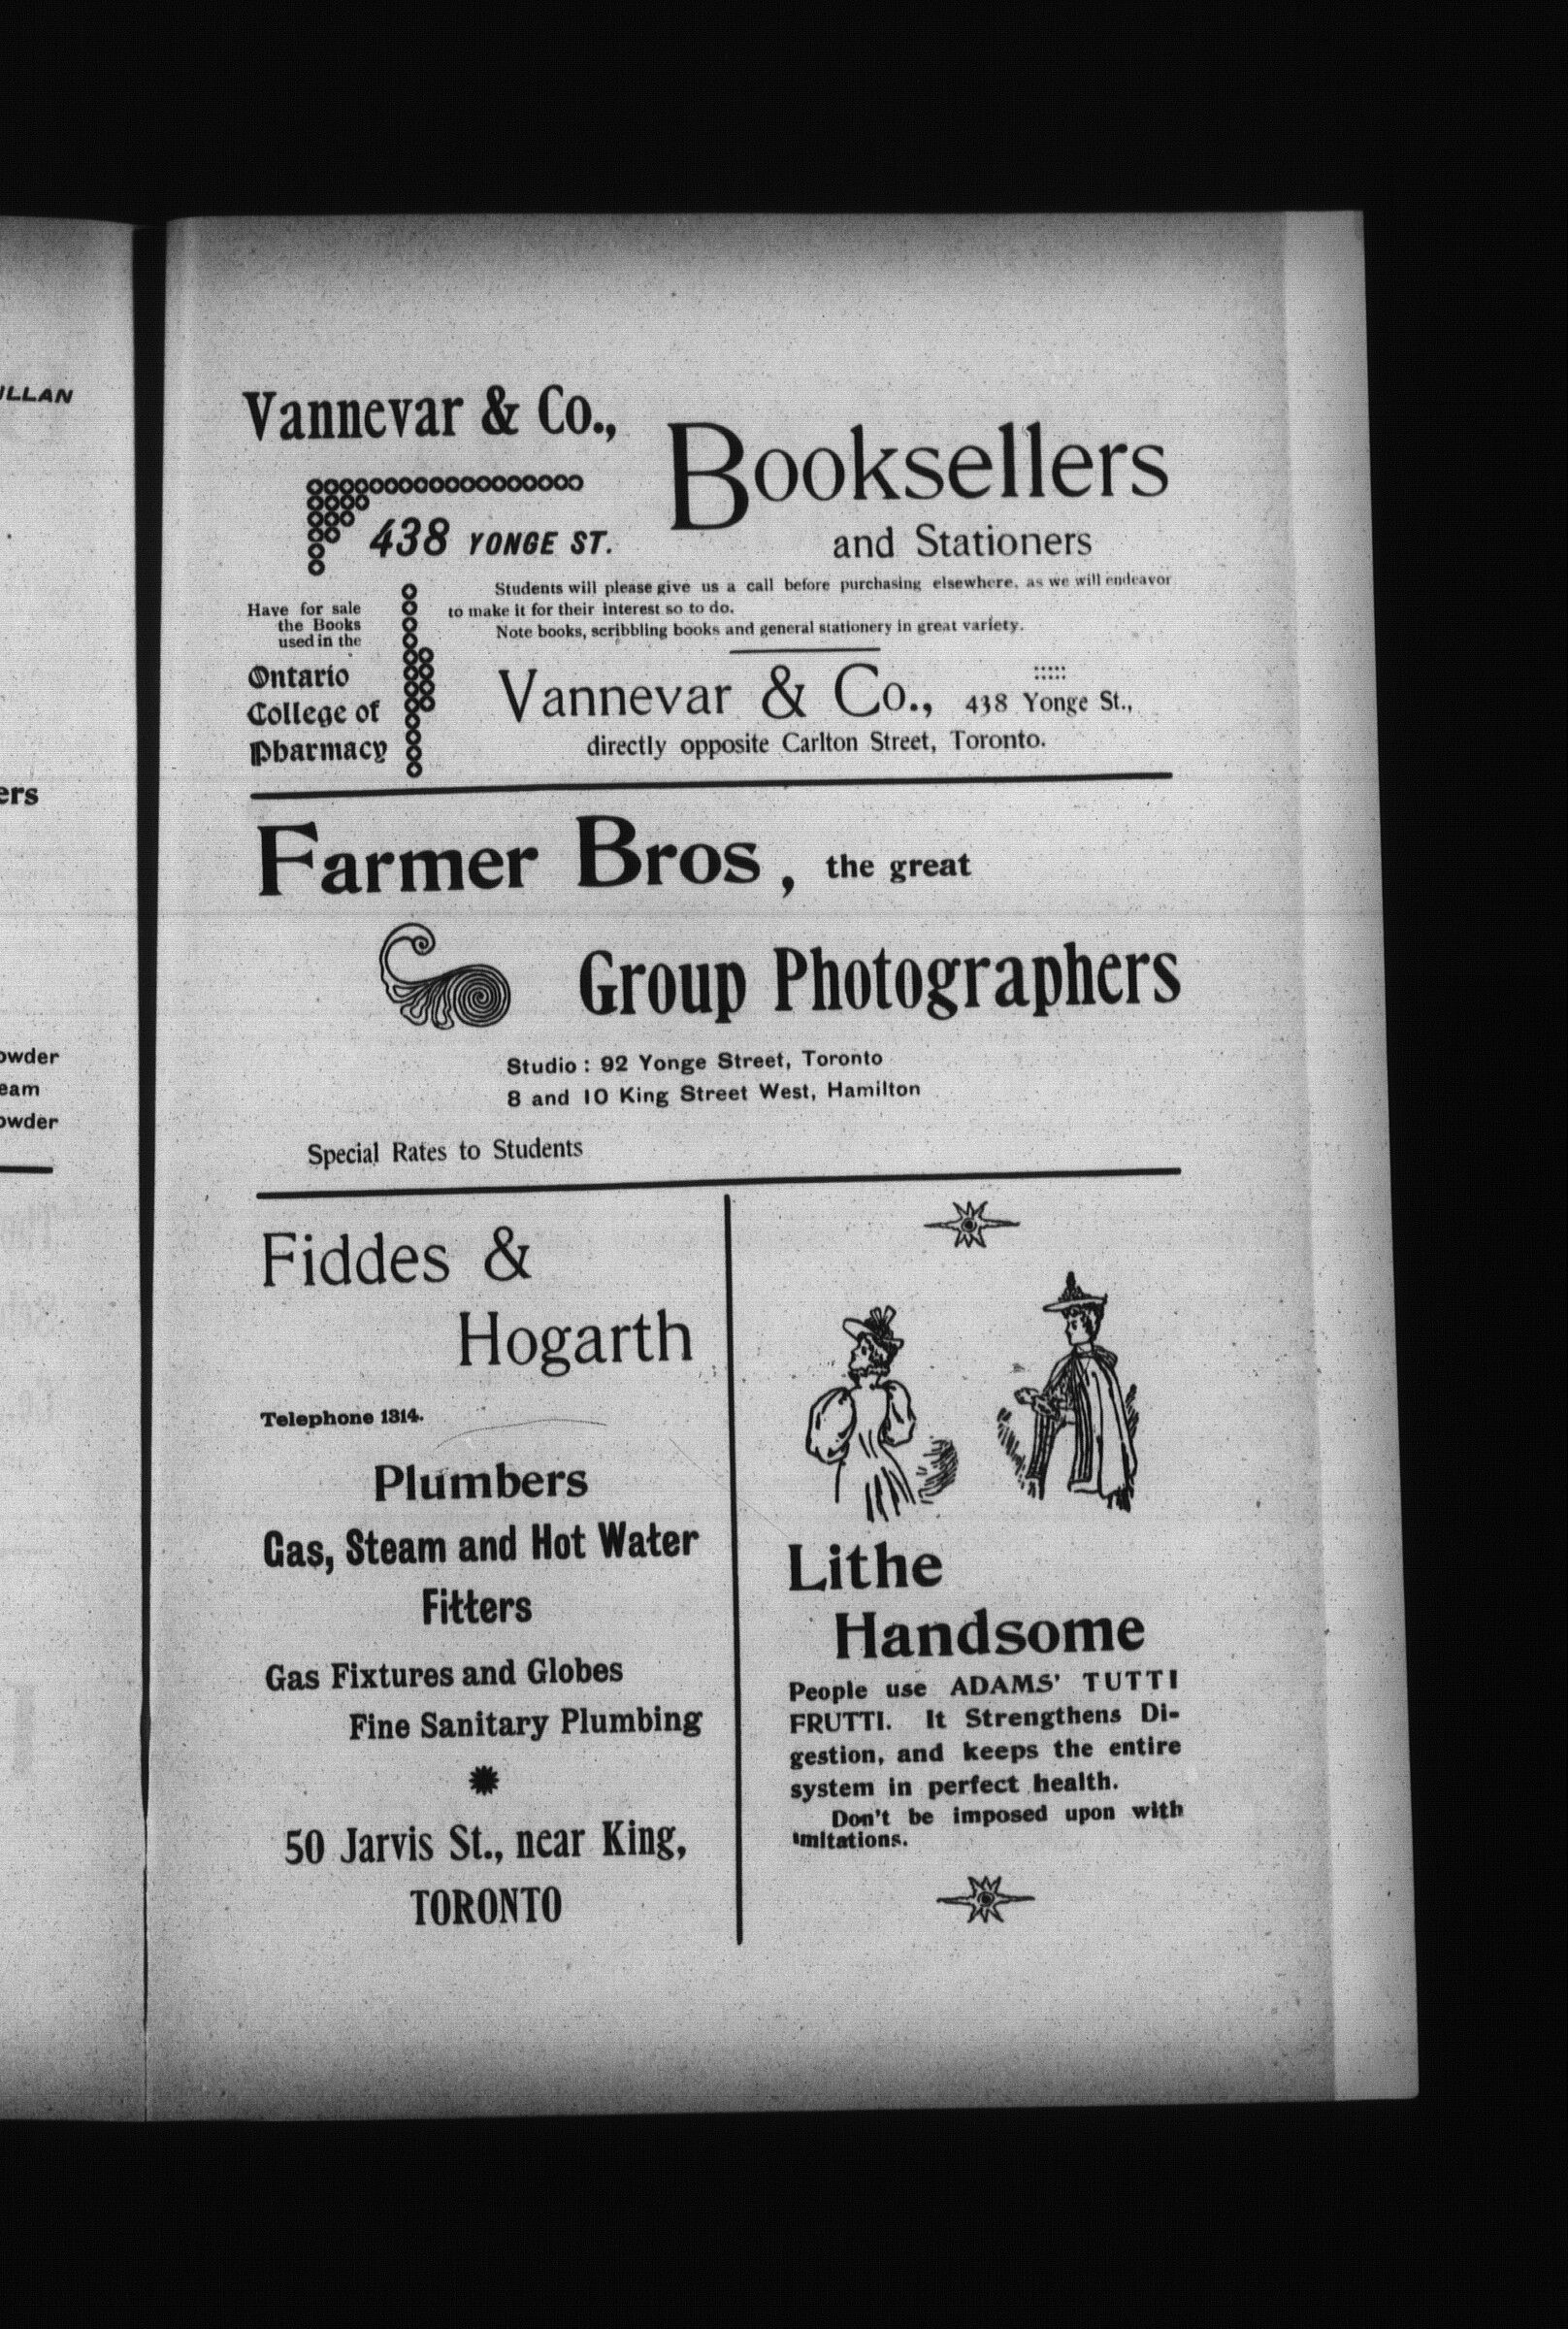 ILLAN
ers
owder
eam
owder
Vannevar & Co.,
438 YONGE ST.
Booksellers
and Stationers
Have for sale
the Books
used in the
Ontario
College of
Pharmacy
Students will please give us a call before purchasing elsewhere, as we will endeavor
to make it for their interest so to do.
Note books, scribbling books and general stationery in great variety.
Vannevar & Co., 438 Yonge St.,
directly opposite Carlton Street, Toronto.
Farmer Bros, the great
Group Photographers
Studio: 92 Yonge Street, Toronto
8 and 10 King Street West, Hamilton
Special Rates to Students
Fiddes &
Hogarth
Telephone 1314.
Plumbers
Gas, Steam and Hot Water
Fitters
Gas Fixtures and Globes
Fine Sanitary Plumbing
50 Jarvis St., near King,
TORONTO
Lithe
Handsome
People use ADAMS' TUTTI
FRUTTI. It Strengthens Di-
gestion, and keeps the entire
system in perfect health.
Don't be imposed upon with
imitations.